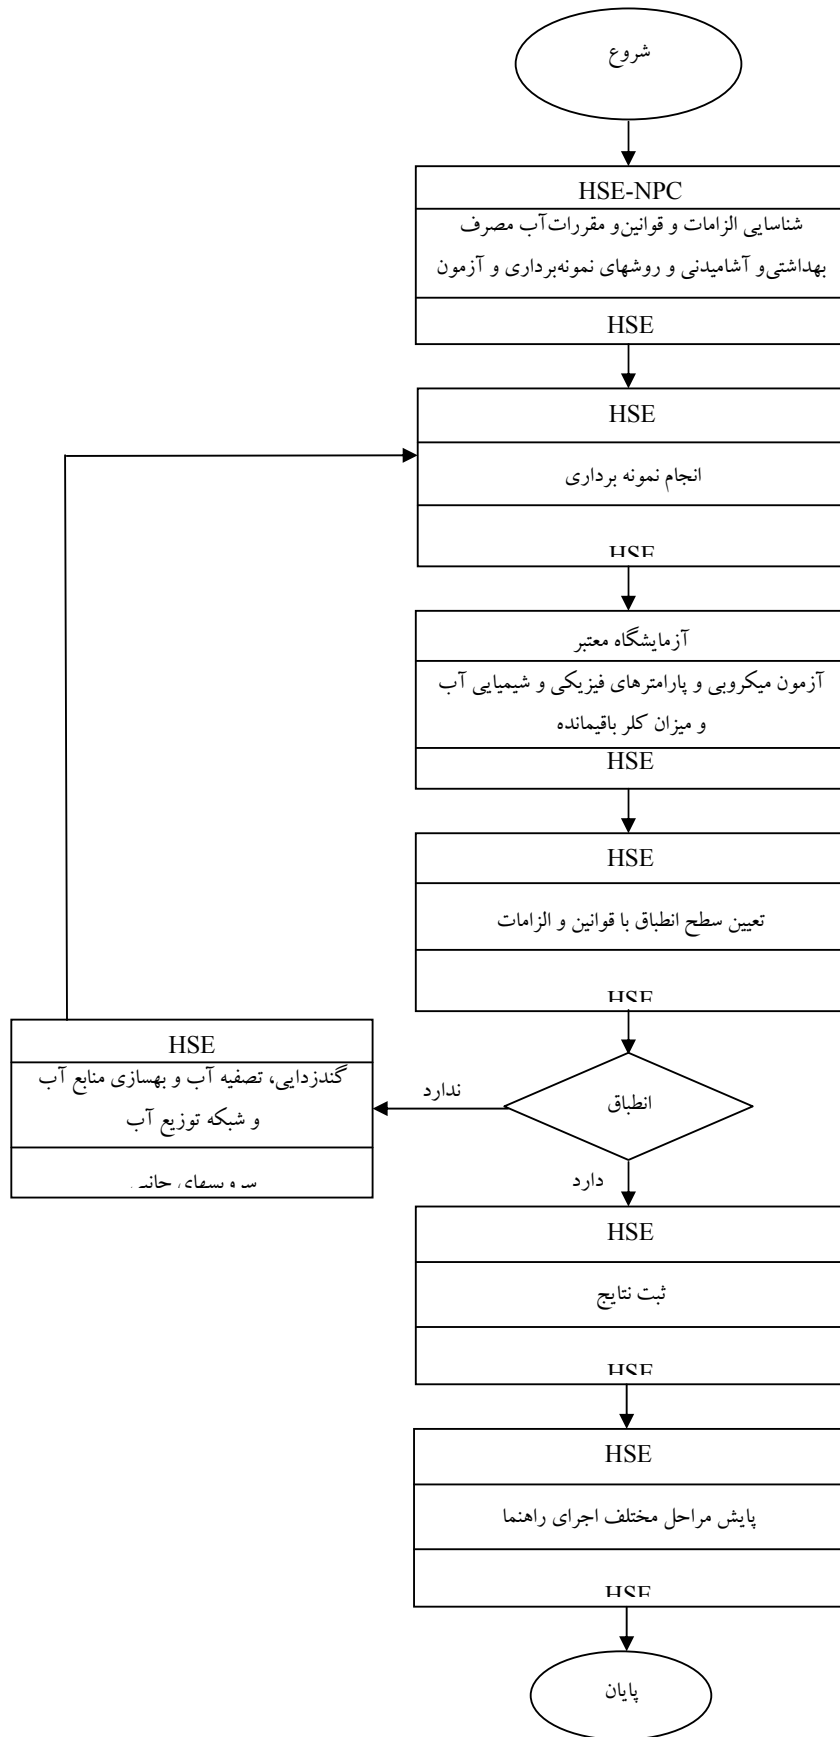 شروع
HSE-NPC
شناسایی الزامات و قوانین و مقررات آب مصرف
بهداشتی و آشامیدنی و روشهای نمونه‌برداری و آزمون
HSE
HSE
انجام نمونه برداری
HSE
آزمایشگاه معتبر
آزمون میکروبی و پارامترهای فیزیکی و شیمیایی آب
و میزان کلر باقیمانده
HSE
HSE
تعیین سطح انطباق با قوانین و الزامات
HSE
انطباق
ندارد
HSE
گندزدایی، تصفیه آب و بهسازی منابع آب
و شبکه توزیع آب
سرویسهای جانبی
دارد
HSE
ثبت نتایج
HSE
HSE
پایش مراحل مختلف اجرای راهنما
HSE
پایان